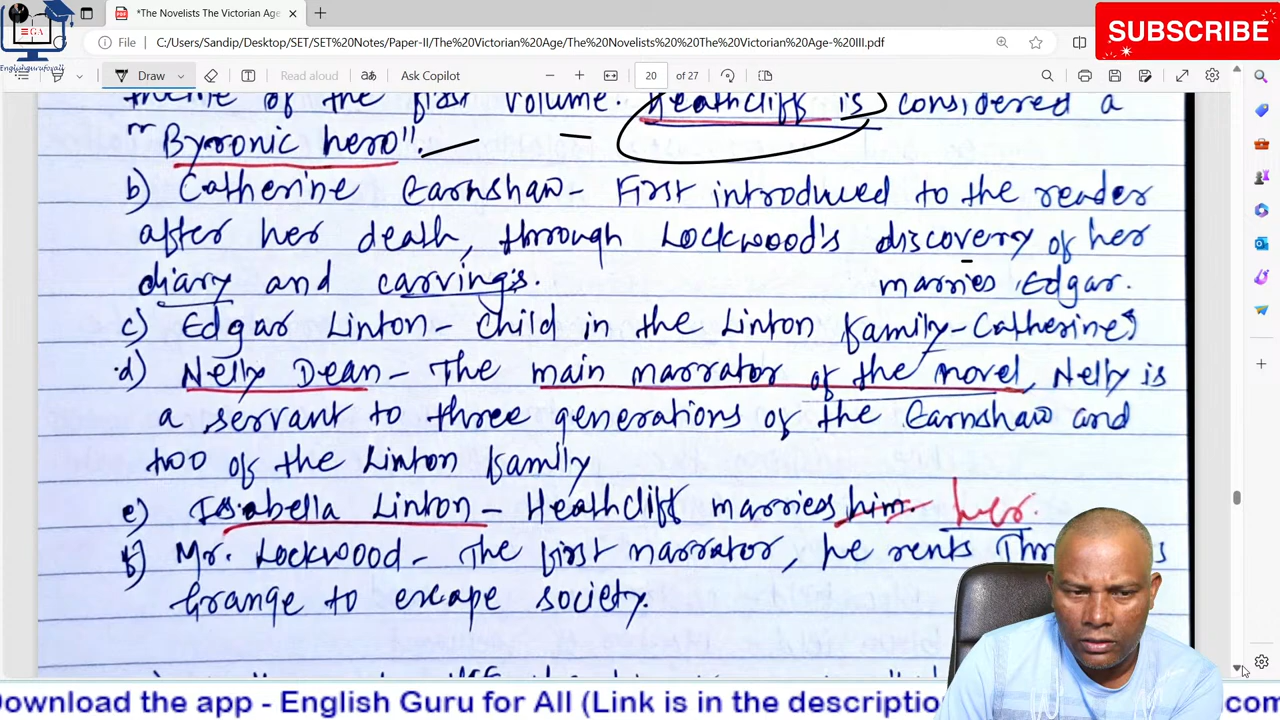 *The Novelists The Victorian Age
SUBSCRIBE
EGA
Englishguruforall
File C:/Users/Sandip/Desktop/SET/SET%20Notes/Paper-II/The%20Victorian%20Age/The%20Novelists%20%20The%20Victorian%20Age-%20III.pdf
Draw Read aloud Ask Copilot 20 of 27
theme of the first volume. Heathcliff is considered a
"Byronic hero".
b) Catherine Earnshaw- First introduced to the reader
after her death, through Lockwood's discovery of her
diary and carvings. marries Edgar.
c) Edgar Linton- Child in the Linton family-Catherine
d) Nelly Dean- The main narrator of the novel, Nelly is
a servant to three generations of the Earnshaw and
two of the Linton family
e) Isabella Linton- Heathcliff marries him. her.
f) Mr. Lockwood- The first narrator, he rents
Grange to escape society.
Download the app - English Guru for All (Link is in the description